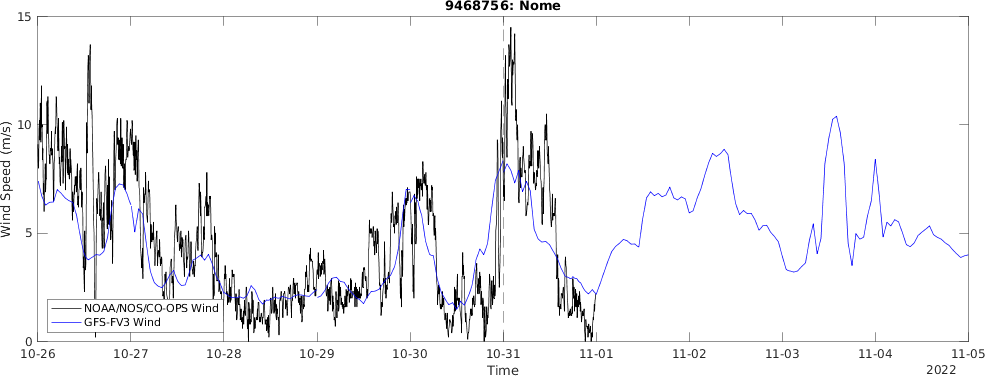 9468756: Nome
15
10
5
0
Wind Speed (m/s)
NOAA/NOS/CO-OPS Wind
GFS-FV3 Wind
10-26 10-27 10-28 10-29 10-30 10-31 11-01 11-02 11-03 11-04 11-05
Time
2022